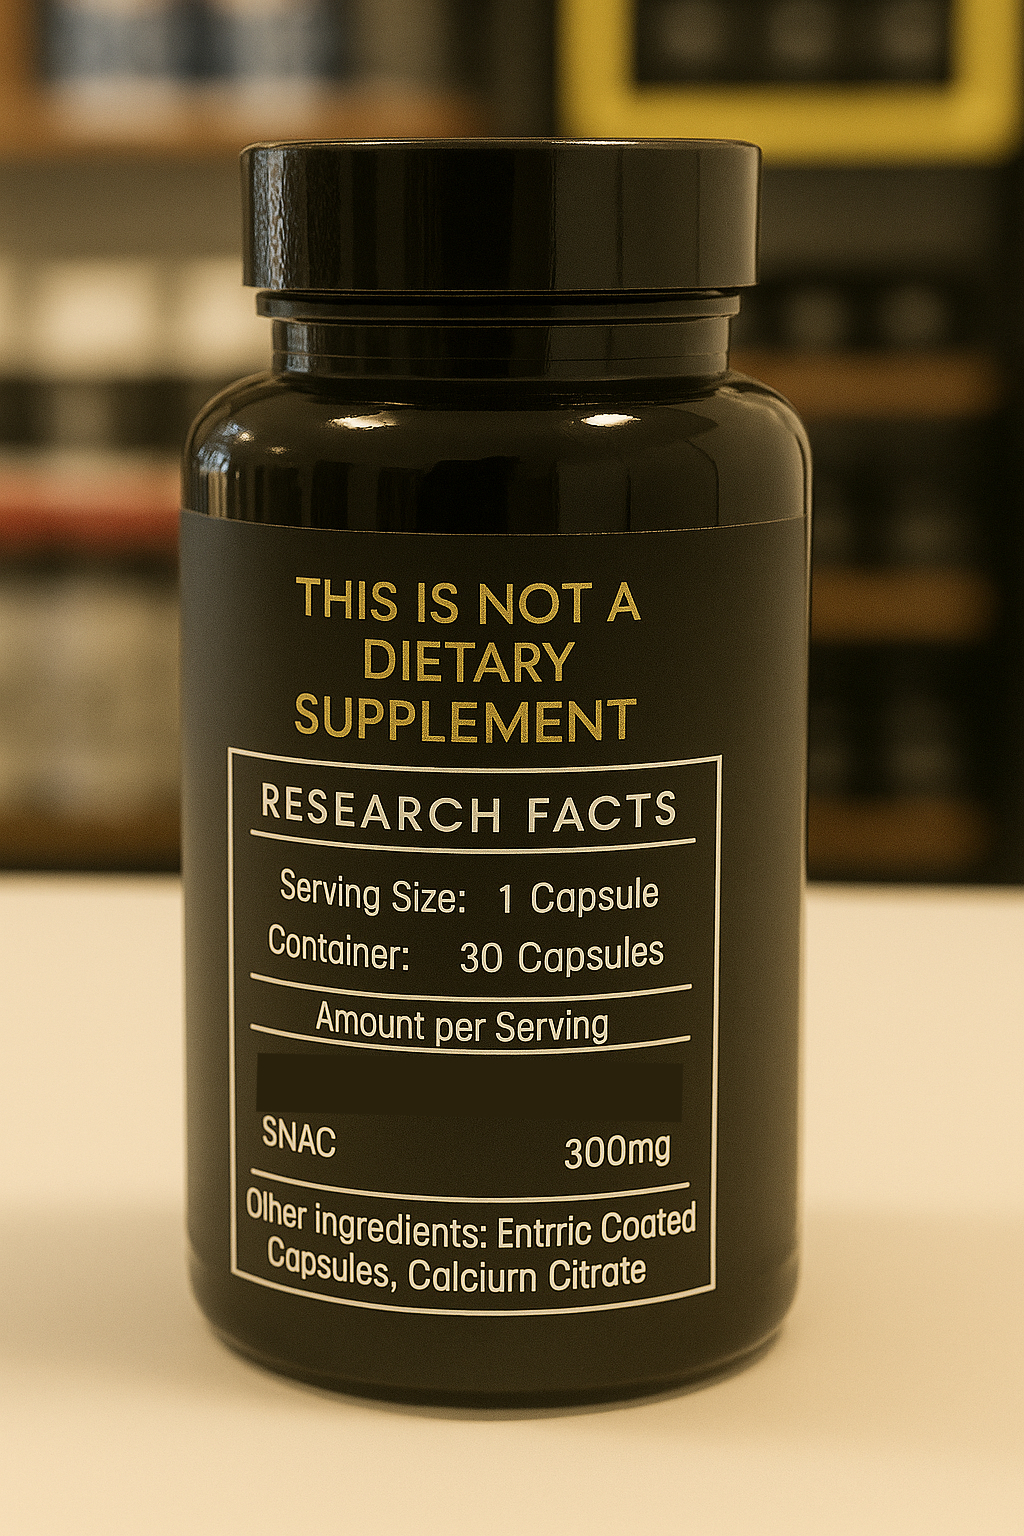 THIS IS NOT A
DIETARY
SUPPLEMENT
RESEARCH FACTS
Serving Size: 1 Capsule
Container: 30 Capsules
Amount per Serving
SNAC 300mg
Olher ingredients: Entrric Coated
Capsules, Calciurn Citrate